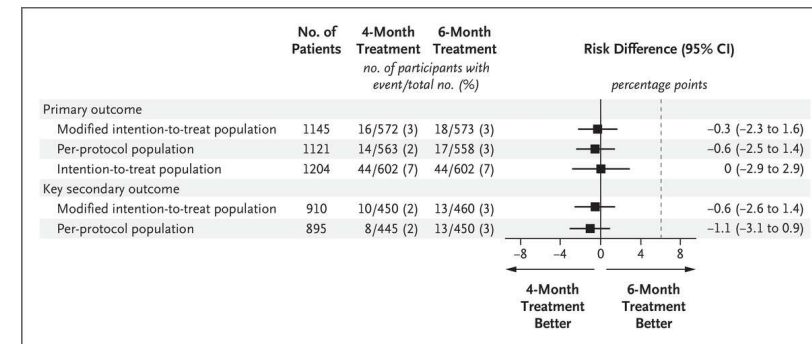 No. of Patients 4-Month Treatment 6-Month Treatment Risk Difference (95% CI)
no. of participants with event/total no. (%) percentage points
Primary outcome
Modified intention-to-treat population 1145 16/572 (3) 18/573 (3) −0.3 (−2.3 to 1.6)
Per-protocol population 1121 14/563 (2) 17/558 (3) −0.6 (−2.5 to 1.4)
Intention-to-treat population 1204 44/602 (7) 44/602 (7) 0 (−2.9 to 2.9)
Key secondary outcome
Modified intention-to-treat population 910 10/450 (2) 13/460 (3) −0.6 (−2.6 to 1.4)
Per-protocol population 895 8/445 (2) 13/450 (3) −1.1 (−3.1 to 0.9)
−8 −4 0 4 8
4-Month Treatment Better 6-Month Treatment Better